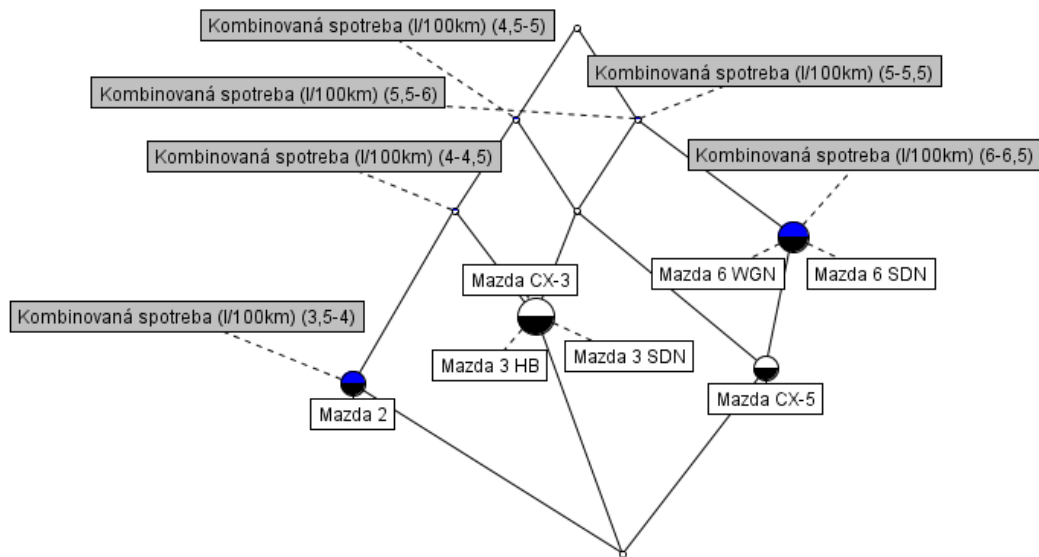 Kombinovaná spotreba (l/100km) (4,5-5)
Kombinovaná spotreba (l/100km) (5-5,5)
Kombinovaná spotreba (l/100km) (5,5-6)
Kombinovaná spotreba (l/100km) (4-4,5)
Kombinovaná spotreba (l/100km) (6-6,5)
Mazda CX-3
Mazda 6 WGN
Mazda 6 SDN
Kombinovaná spotreba (l/100km) (3,5-4)
Mazda 3 HB
Mazda 3 SDN
Mazda 2
Mazda CX-5